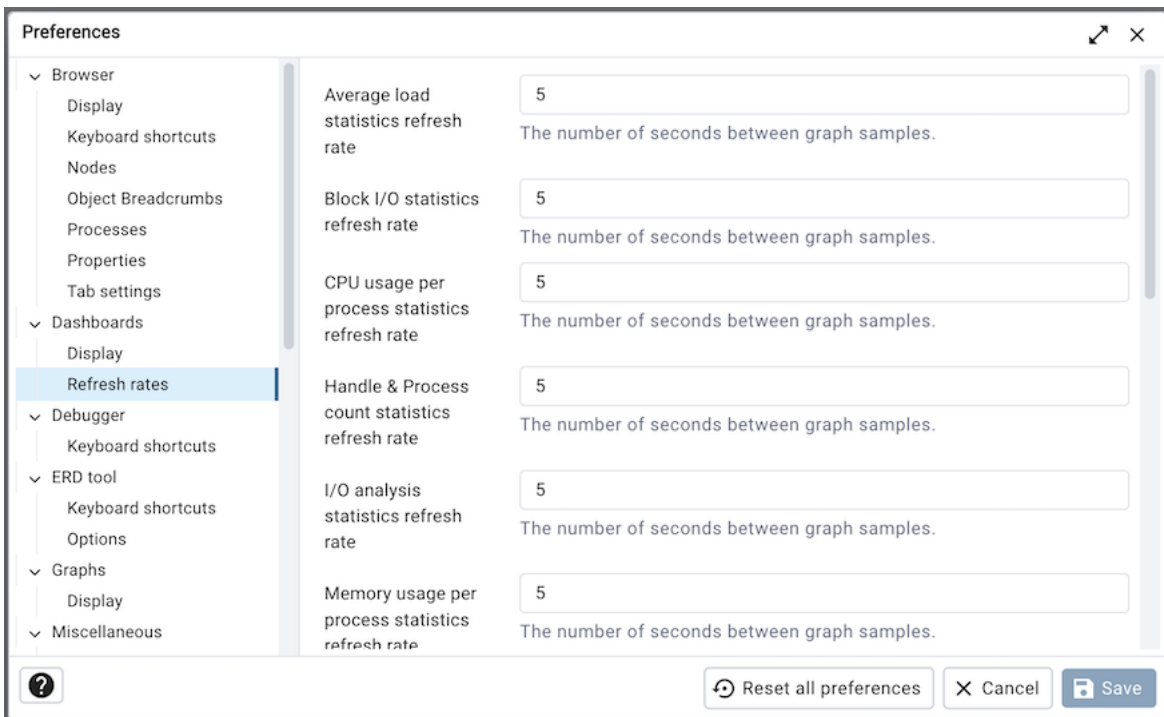 Preferences
Browser
Display
Keyboard shortcuts
Nodes
Object Breadcrumbs
Processes
Properties
Tab settings
Dashboards
Display
Refresh rates
Debugger
Keyboard shortcuts
ERD tool
Keyboard shortcuts
Options
Graphs
Display
Miscellaneous
Average load
statistics refresh
rate
5
The number of seconds between graph samples.
Block I/O statistics
refresh rate
5
The number of seconds between graph samples.
CPU usage per
process statistics
refresh rate
5
The number of seconds between graph samples.
Handle & Process
count statistics
refresh rate
5
The number of seconds between graph samples.
I/O analysis
statistics refresh
rate
5
The number of seconds between graph samples.
Memory usage per
process statistics
refresh rate
5
The number of seconds between graph samples.
?
Reset all preferences
Cancel
Save